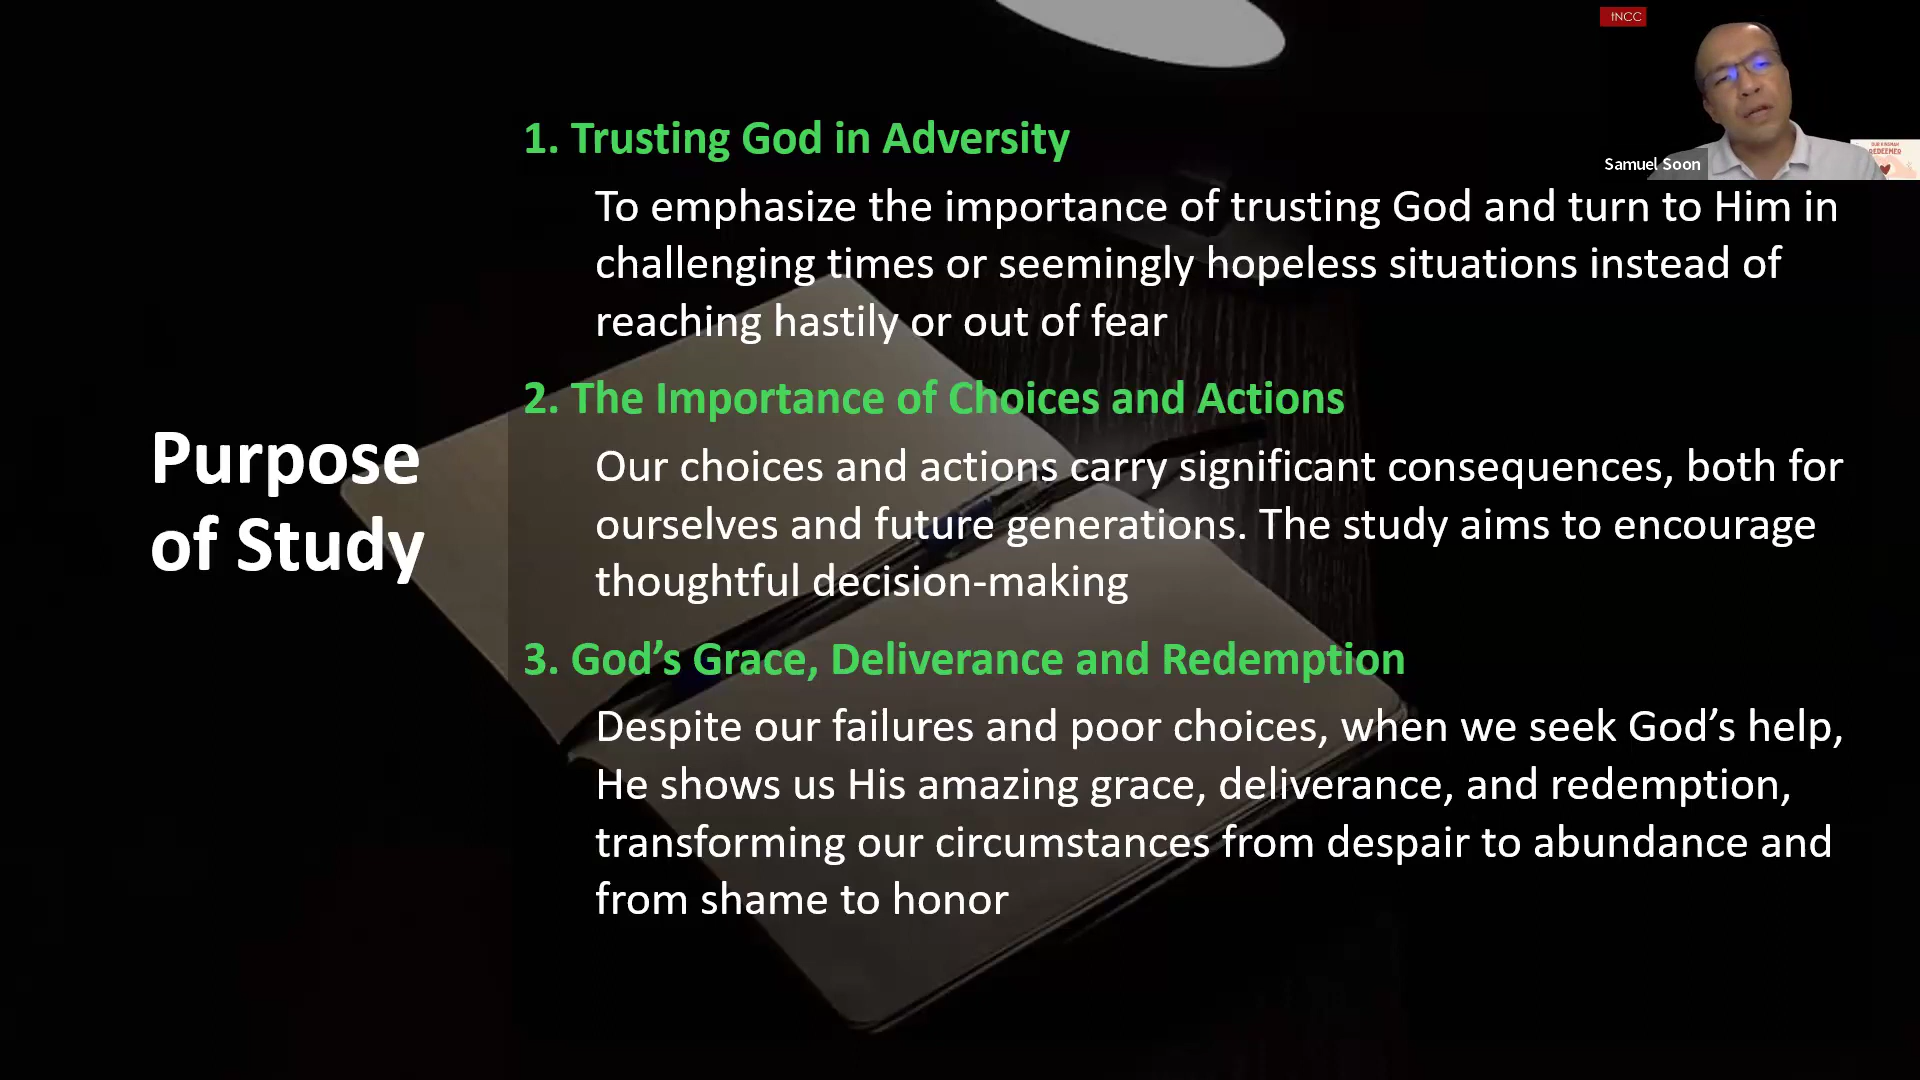 tNCC
Samuel Soon
REDEEMED
Purpose
of Study
1. Trusting God in Adversity
To emphasize the importance of trusting God and turn to Him in
challenging times or seemingly hopeless situations instead of
reaching hastily or out of fear
2. The Importance of Choices and Actions
Our choices and actions carry significant consequences, both for
ourselves and future generations. The study aims to encourage
thoughtful decision-making
3. God’s Grace, Deliverance and Redemption
Despite our failures and poor choices, when we seek God’s help,
He shows us His amazing grace, deliverance, and redemption,
transforming our circumstances from despair to abundance and
from shame to honor